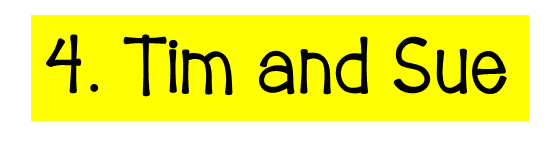 4. Tim and Sue